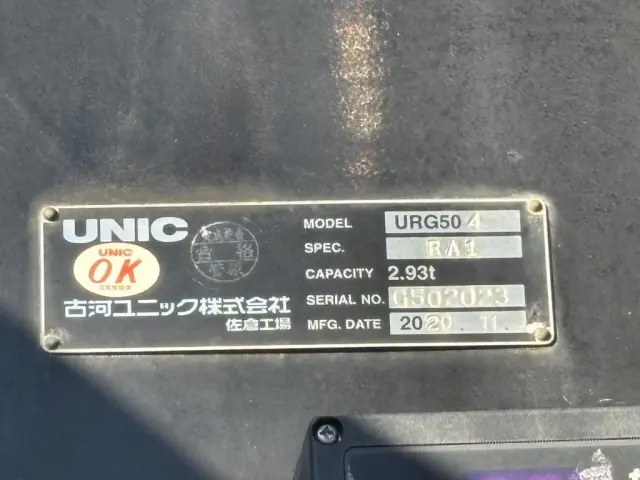 UNIC
UNIC
OK
古河ユニック株式会社
佐倉工場
MODEL URG504
SPEC. RA1
CAPACITY 2.93t
SERIAL NO. G502023
MFG. DATE 2020.11.